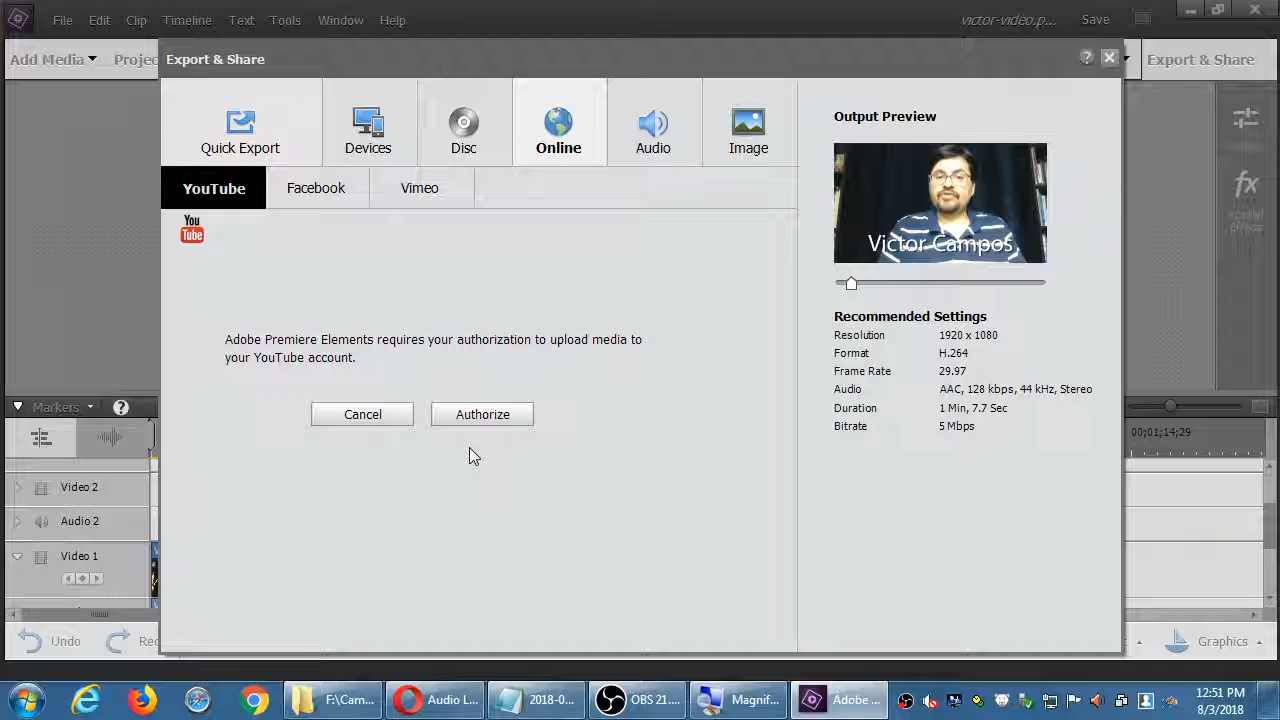 File Edit Clip Timeline Text Tools Window Help victor-video.p... Save
Add Media Projec Export & Share
Export & Share ?
Quick Export Devices Disc Online Audio Image
YouTube Facebook Vimeo
You
Tube
Adobe Premiere Elements requires your authorization to upload media to
your YouTube account.
Cancel Authorize
Output Preview
Victor Campos
Recommended Settings
Resolution 1920 x 1080
Format H.264
Frame Rate 29.97
Audio AAC, 128 kbps, 44 kHz, Stereo
Duration 1 Min, 7.7 Sec
Bitrate 5 Mbps
fx
Markers ?
00;01;14;29
Video 2
Audio 2
Video 1
Undo Rec Graphics
F:\Cam... Audio L... 2018-0... OBS 21.... Magnif... Adobe ...
12:51 PM
8/3/2018